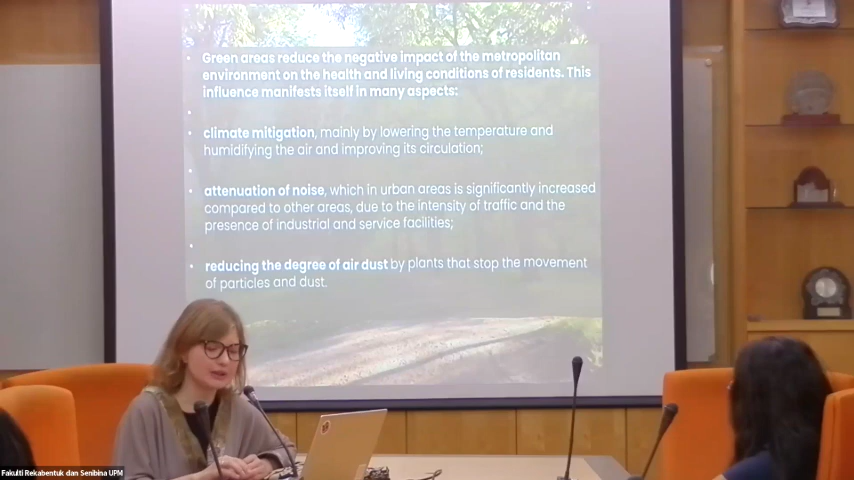 Green areas reduce the negative impact of the metropolitan
environment on the health and living conditions of residents. This
influence manifests itself in many aspects:
climate mitigation, mainly by lowering the temperature and
humidifying the air and improving its circulation;
attenuation of noise, which in urban areas is significantly increased
compared to other areas, due to the intensity of traffic and the
presence of industrial and service facilities;
reducing the degree of air dust by plants that stop the movement
of particles and dust.
Fakulti Rekabentuk dan Senibina UPM